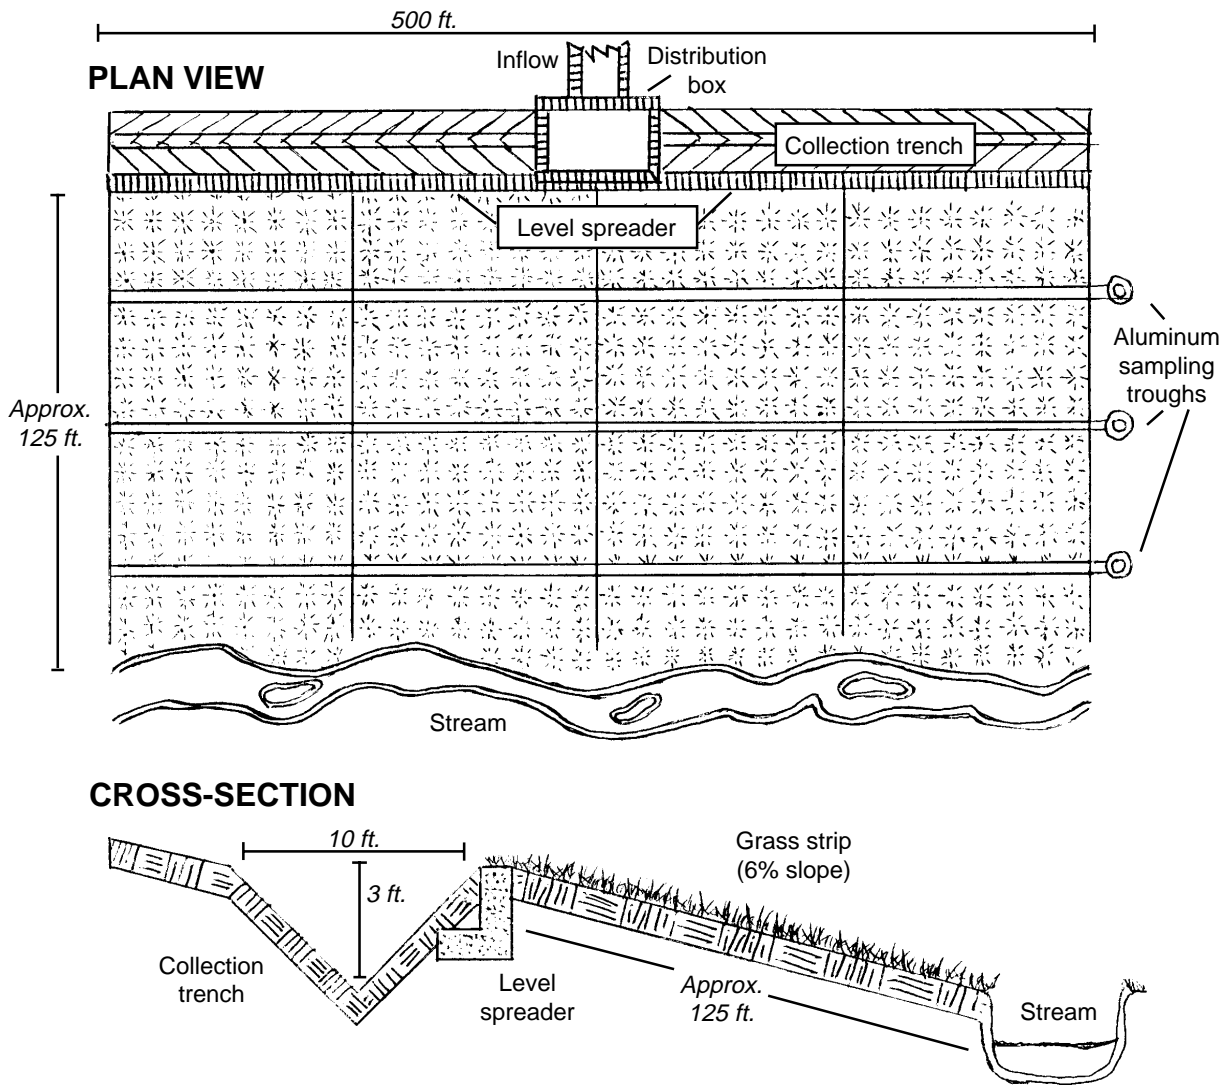 500 ft.
PLAN VIEW
Inflow
Distribution
box
Collection trench
Level spreader
Approx.
125 ft.
Aluminum
sampling
troughs
Stream
CROSS-SECTION
10 ft.
3 ft.
Grass strip
(6% slope)
Collection
trench
Level
spreader
Approx.
125 ft.
Stream